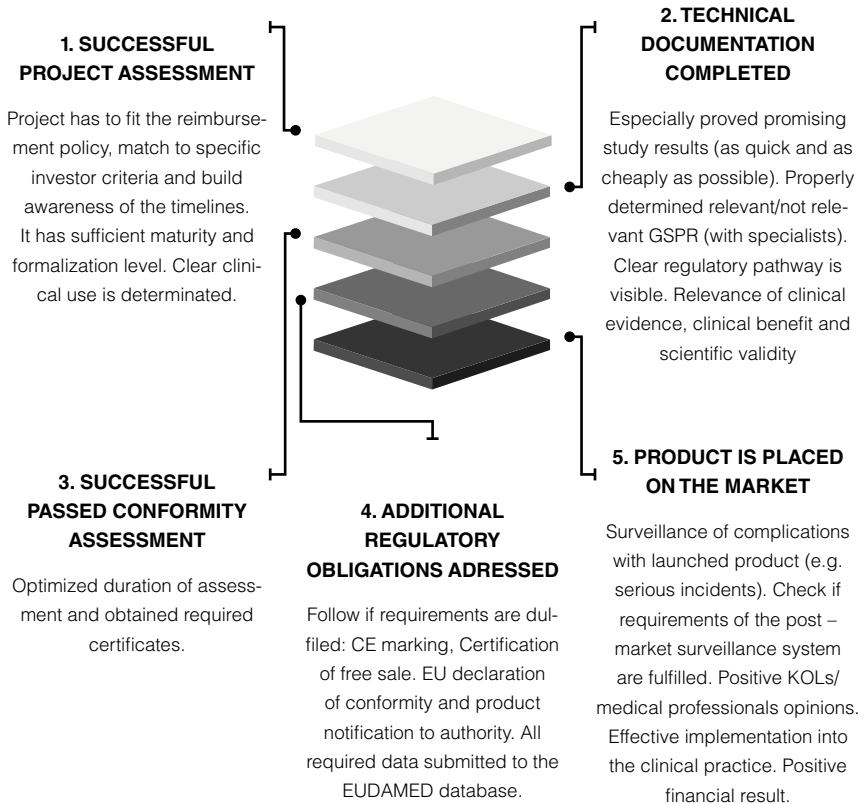 1. SUCCESSFUL
PROJECT ASSESSMENT
Project has to fit the reimburse-
ment policy, match to specific
investor criteria and build
awareness of the timelines.
It has sufficient maturity and
formalization level. Clear clini-
cal use is determinated.
2. TECHNICAL
DOCUMENTATION
COMPLETED
Especially proved promising
study results (as quick and as
cheaply as possible). Properly
determined relevant/not rele-
vant GSPR (with specialists).
Clear regulatory pathway is
visible. Relevance of clinical
evidence, clinical benefit and
scientific validity
3. SUCCESSFUL
PASSED CONFORMITY
ASSESSMENT
Optimized duration of assess-
ment and obtained required
certificates.
4. ADDITIONAL
REGULATORY
OBLIGATIONS ADRESSED
Follow if requirements are dul-
filed: CE marking, Certification
of free sale. EU declaration
of conformity and product
notification to authority. All
required data submitted to the
EUDAMED database.
5. PRODUCT IS PLACED
ON THE MARKET
Surveillance of complications
with launched product (e.g.
serious incidents). Check if
requirements of the post –
market surveillance system
are fulfilled. Positive KOLs/
medical professionals opinions.
Effective implementation into
the clinical practice. Positive
financial result.